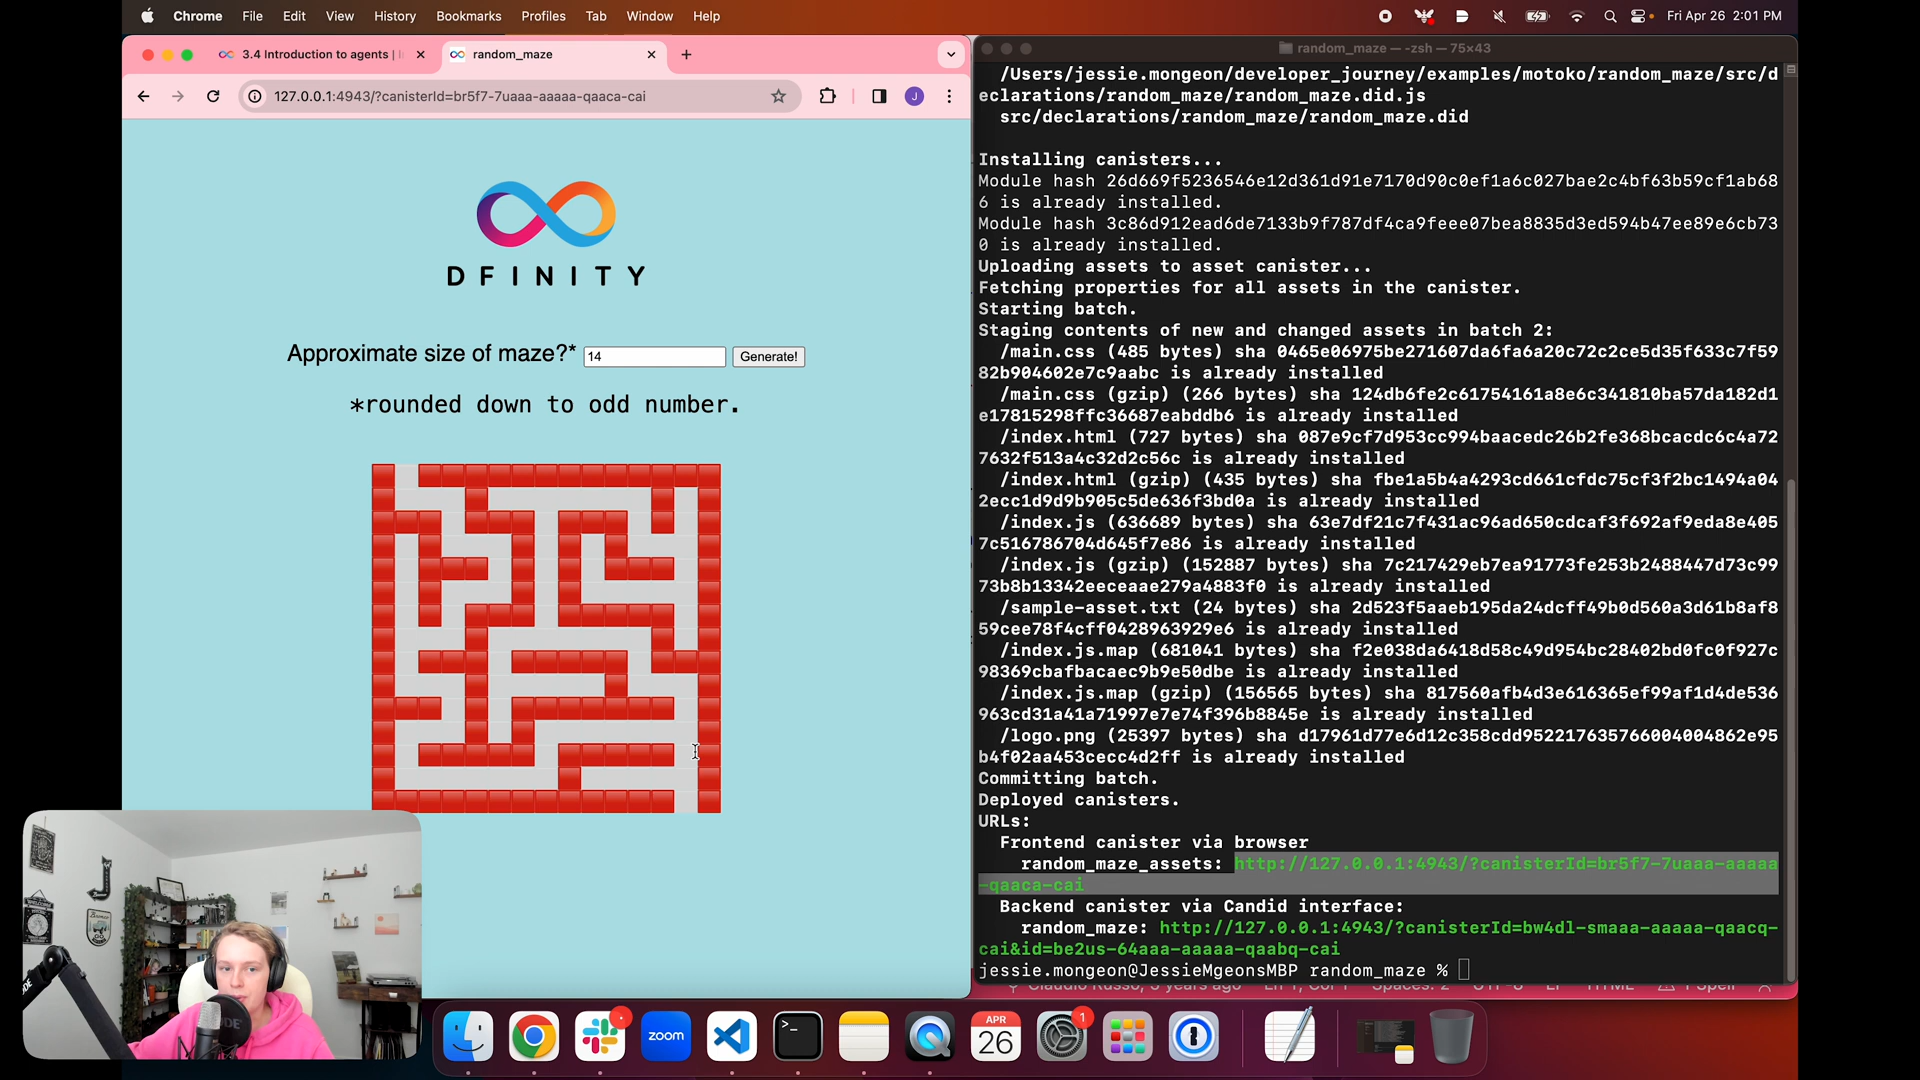 Chrome File Edit View History Bookmarks Profiles Tab Window Help
Fri Apr 26 2:01 PM
3.4 Introduction to agents |
random_maze
127.0.0.1:4943/?canisterId=br5f7-7uaaa-aaaaa-qaaca-cai
J
DFINITY
Approximate size of maze?* 14 Generate!
*rounded down to odd number.
random_maze — -zsh — 75×43
/Users/jessie.mongeon/developer_journey/examples/motoko/random_maze/src/d
eclarations/random_maze/random_maze.did.js
src/declarations/random_maze/random_maze.did
Installing canisters...
Module hash 26d669f5236546e12d361d91e7170d90c0ef1a6c027bae2c4bf63b59cf1ab68
6 is already installed.
Module hash 3c86d912ead6de7133b9f787df4ca9feee07bea8835d3ed594b47ee89e6cb73
0 is already installed.
Uploading assets to asset canister...
Fetching properties for all assets in the canister.
Starting batch.
Staging contents of new and changed assets in batch 2:
/main.css (485 bytes) sha 0465e06975be271607da6fa6a20c72c2ce5d35f633c7f59
82b904602e7c9aabc is already installed
/main.css (gzip) (266 bytes) sha 124db6fe2c61754161a8e6c341810ba57da182d1
e17815298ffc36687eabddb6 is already installed
/index.html (727 bytes) sha 087e9cf7d953cc994baacedc26b2fe368bcacdc6c4a72
7632f513a4c32d2c56c is already installed
/index.html (gzip) (435 bytes) sha fbe1a5b4a4293cd661cfdc75cf3f2bc1494a04
2ecc1d9d9b905c5de636f3bd0a is already installed
/index.js (636689 bytes) sha 63e7df21c7f431ac96ad650cdcaf3f692af9eda8e405
7c516786704d645f7e86 is already installed
/index.js (gzip) (152887 bytes) sha 7c217429eb7ea91773fe253b2488447d73c99
73b8b13342eeceaae279a4883f0 is already installed
/sample-asset.txt (24 bytes) sha 2d523f5aaeb195da24dcff49b0d560a3d61b8af8
59cee78f4cff0428963929e6 is already installed
/index.js.map (681041 bytes) sha f2e038da6418d58c49d954bc28402bd0fc0f927c
98369cbafbacaec9b9e50dbe is already installed
/index.js.map (gzip) (156565 bytes) sha 817560afb4d3e616365ef99af1d4de536
963cd31a41a71997e7e74f396b8845e is already installed
/logo.png (25397 bytes) sha d17961d77e6d12c358cdd952217635766004004862e95
b4f02aa453cecc4d2ff is already installed
Committing batch.
Deployed canisters.
URLs:
Frontend canister via browser
random_maze_assets: http://127.0.0.1:4943/?canisterId=br5f7-7uaaa-aaaaa
-qaaca-cai
Backend canister via Candid interface:
random_maze: http://127.0.0.1:4943/?canisterId=bw4dl-smaaa-aaaaa-qaacq-
cai&id=be2us-64aaa-aaaaa-qaabq-cai
jessie.mongeon@JessieMgeonsMBP random_maze %
zoom
APR
26
1